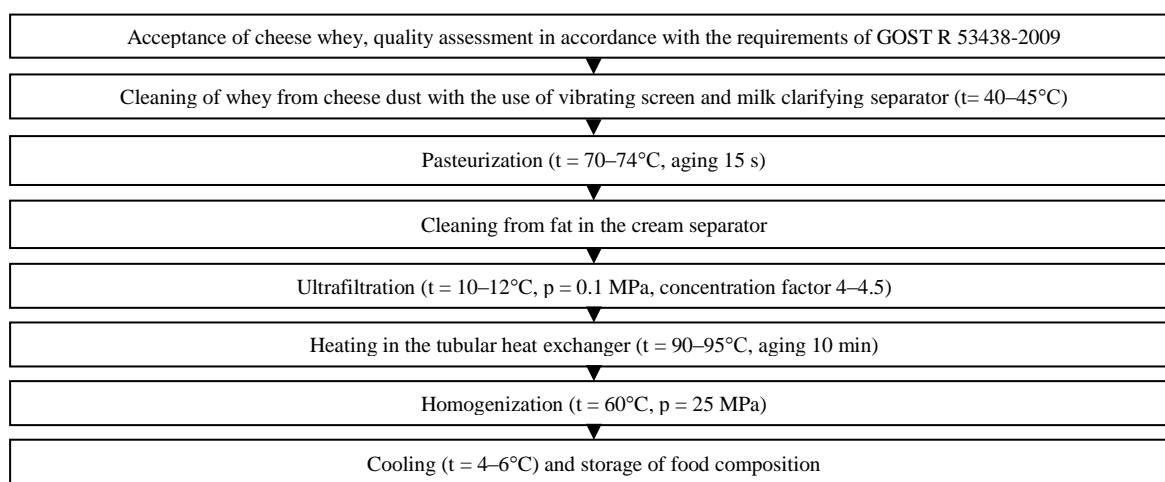 Acceptance of cheese whey, quality assessment in accordance with the requirements of GOST R 53438-2009
Cleaning of whey from cheese dust with the use of vibrating screen and milk clarifying separator (t= 40–45°C)
Pasteurization (t = 70–74°C, aging 15 s)
Cleaning from fat in the cream separator
Ultrafiltration (t = 10–12°C, p = 0.1 MPa, concentration factor 4–4.5)
Heating in the tubular heat exchanger (t = 90–95°C, aging 10 min)
Homogenization (t = 60°C, p = 25 MPa)
Cooling (t = 4–6°C) and storage of food composition